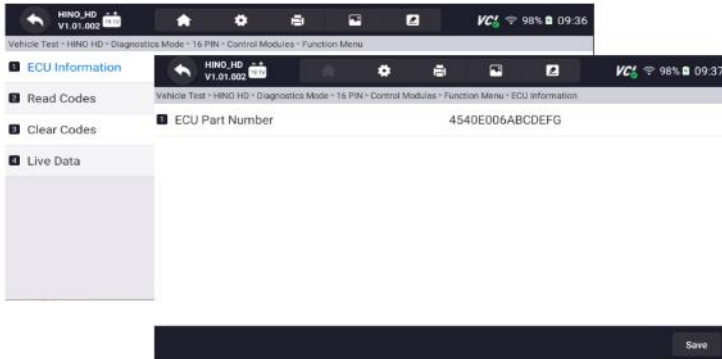 HINO_HD
V1.01.002
VCI 98% 09:36
Vehicle Test - HINO HD - Diagnostics Mode - 16 PIN - Control Modules - Function Menu
1 ECU Information
2 Read Codes
3 Clear Codes
4 Live Data
HINO_HD
V1.01.002
VCI 98% 09:37
Vehicle Test - HINO HD - Diagnostics Mode - 16 PIN - Control Modules - Function Menu - ECU Information
1 ECU Part Number 4540E006ABCDEFG
Save